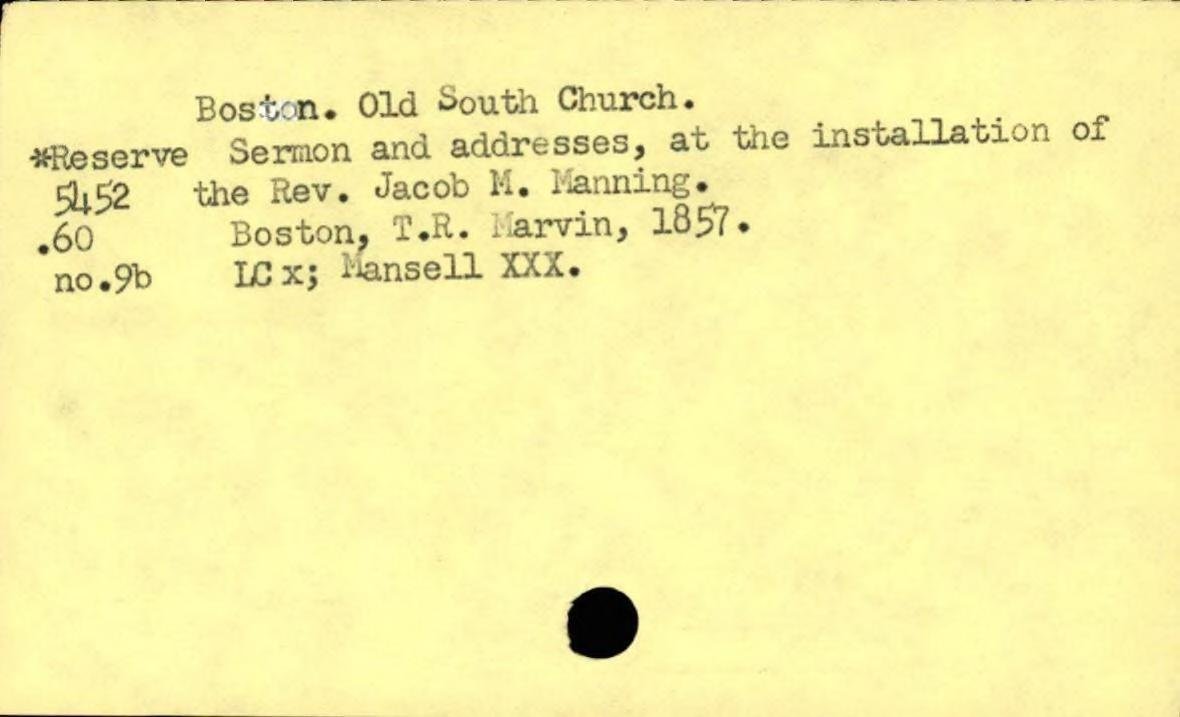 Boston. Old South Church.
*Reserve Sermon and addresses, at the installation of
5452 the Rev. Jacob M. Manning.
.60 Boston, T.R. Marvin, 1857.
no.9b LC x; Mansell XXX.